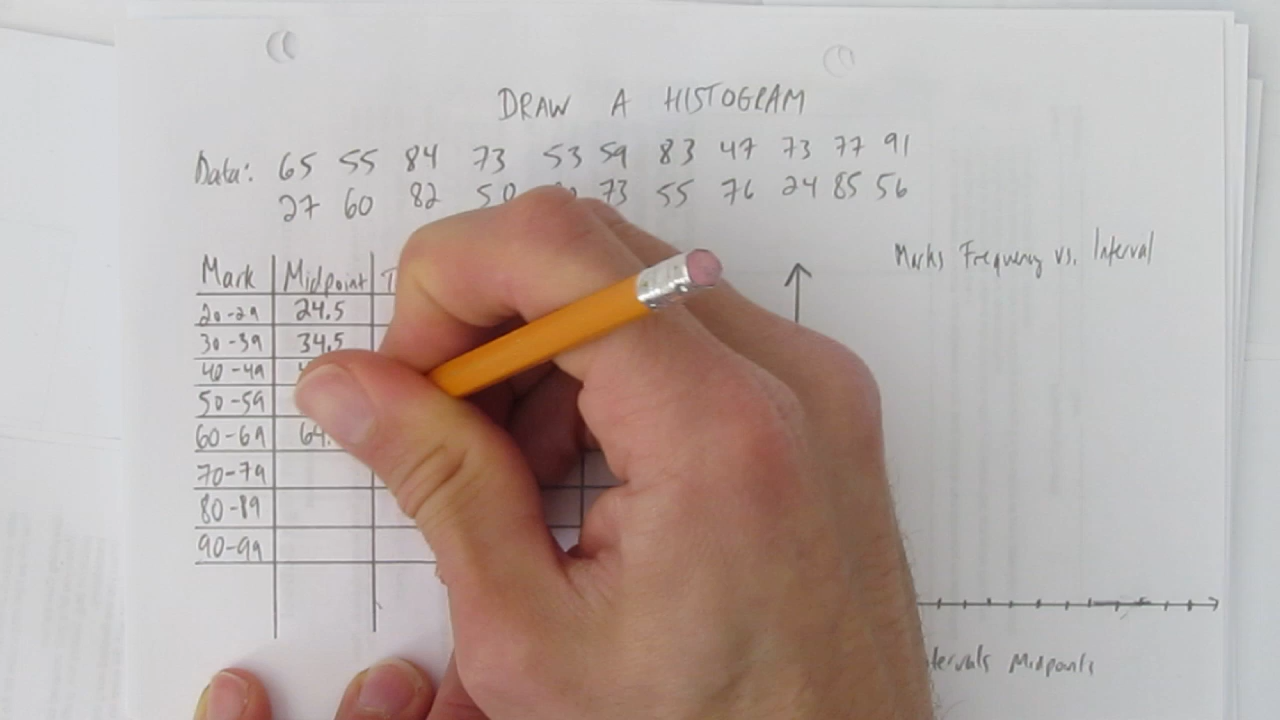 DRAW A HISTOGRAM
Data: 65 55 84 73 53 59 83 47 73 77 91
27 60 82 50 73 55 76 24 85 56
Mark Midpoint
20-29 24.5
30-39 34.5
40-49
50-59
60-69 64.
70-79
80-89
90-99
Marks Frequency vs. Interval
Midpoints